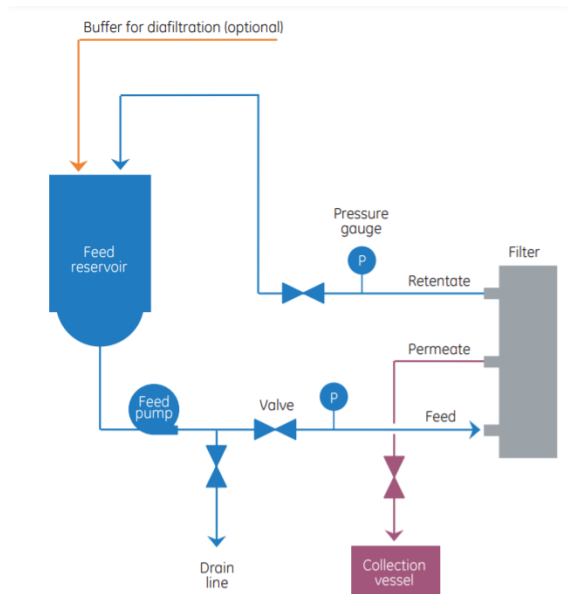 Buffer for diafiltration (optional)
Pressure
gauge
P
Filter
Feed
reservoir
Retentate
Permeate
Feed
pump
Valve
P
Feed
Drain
line
Collection
vessel